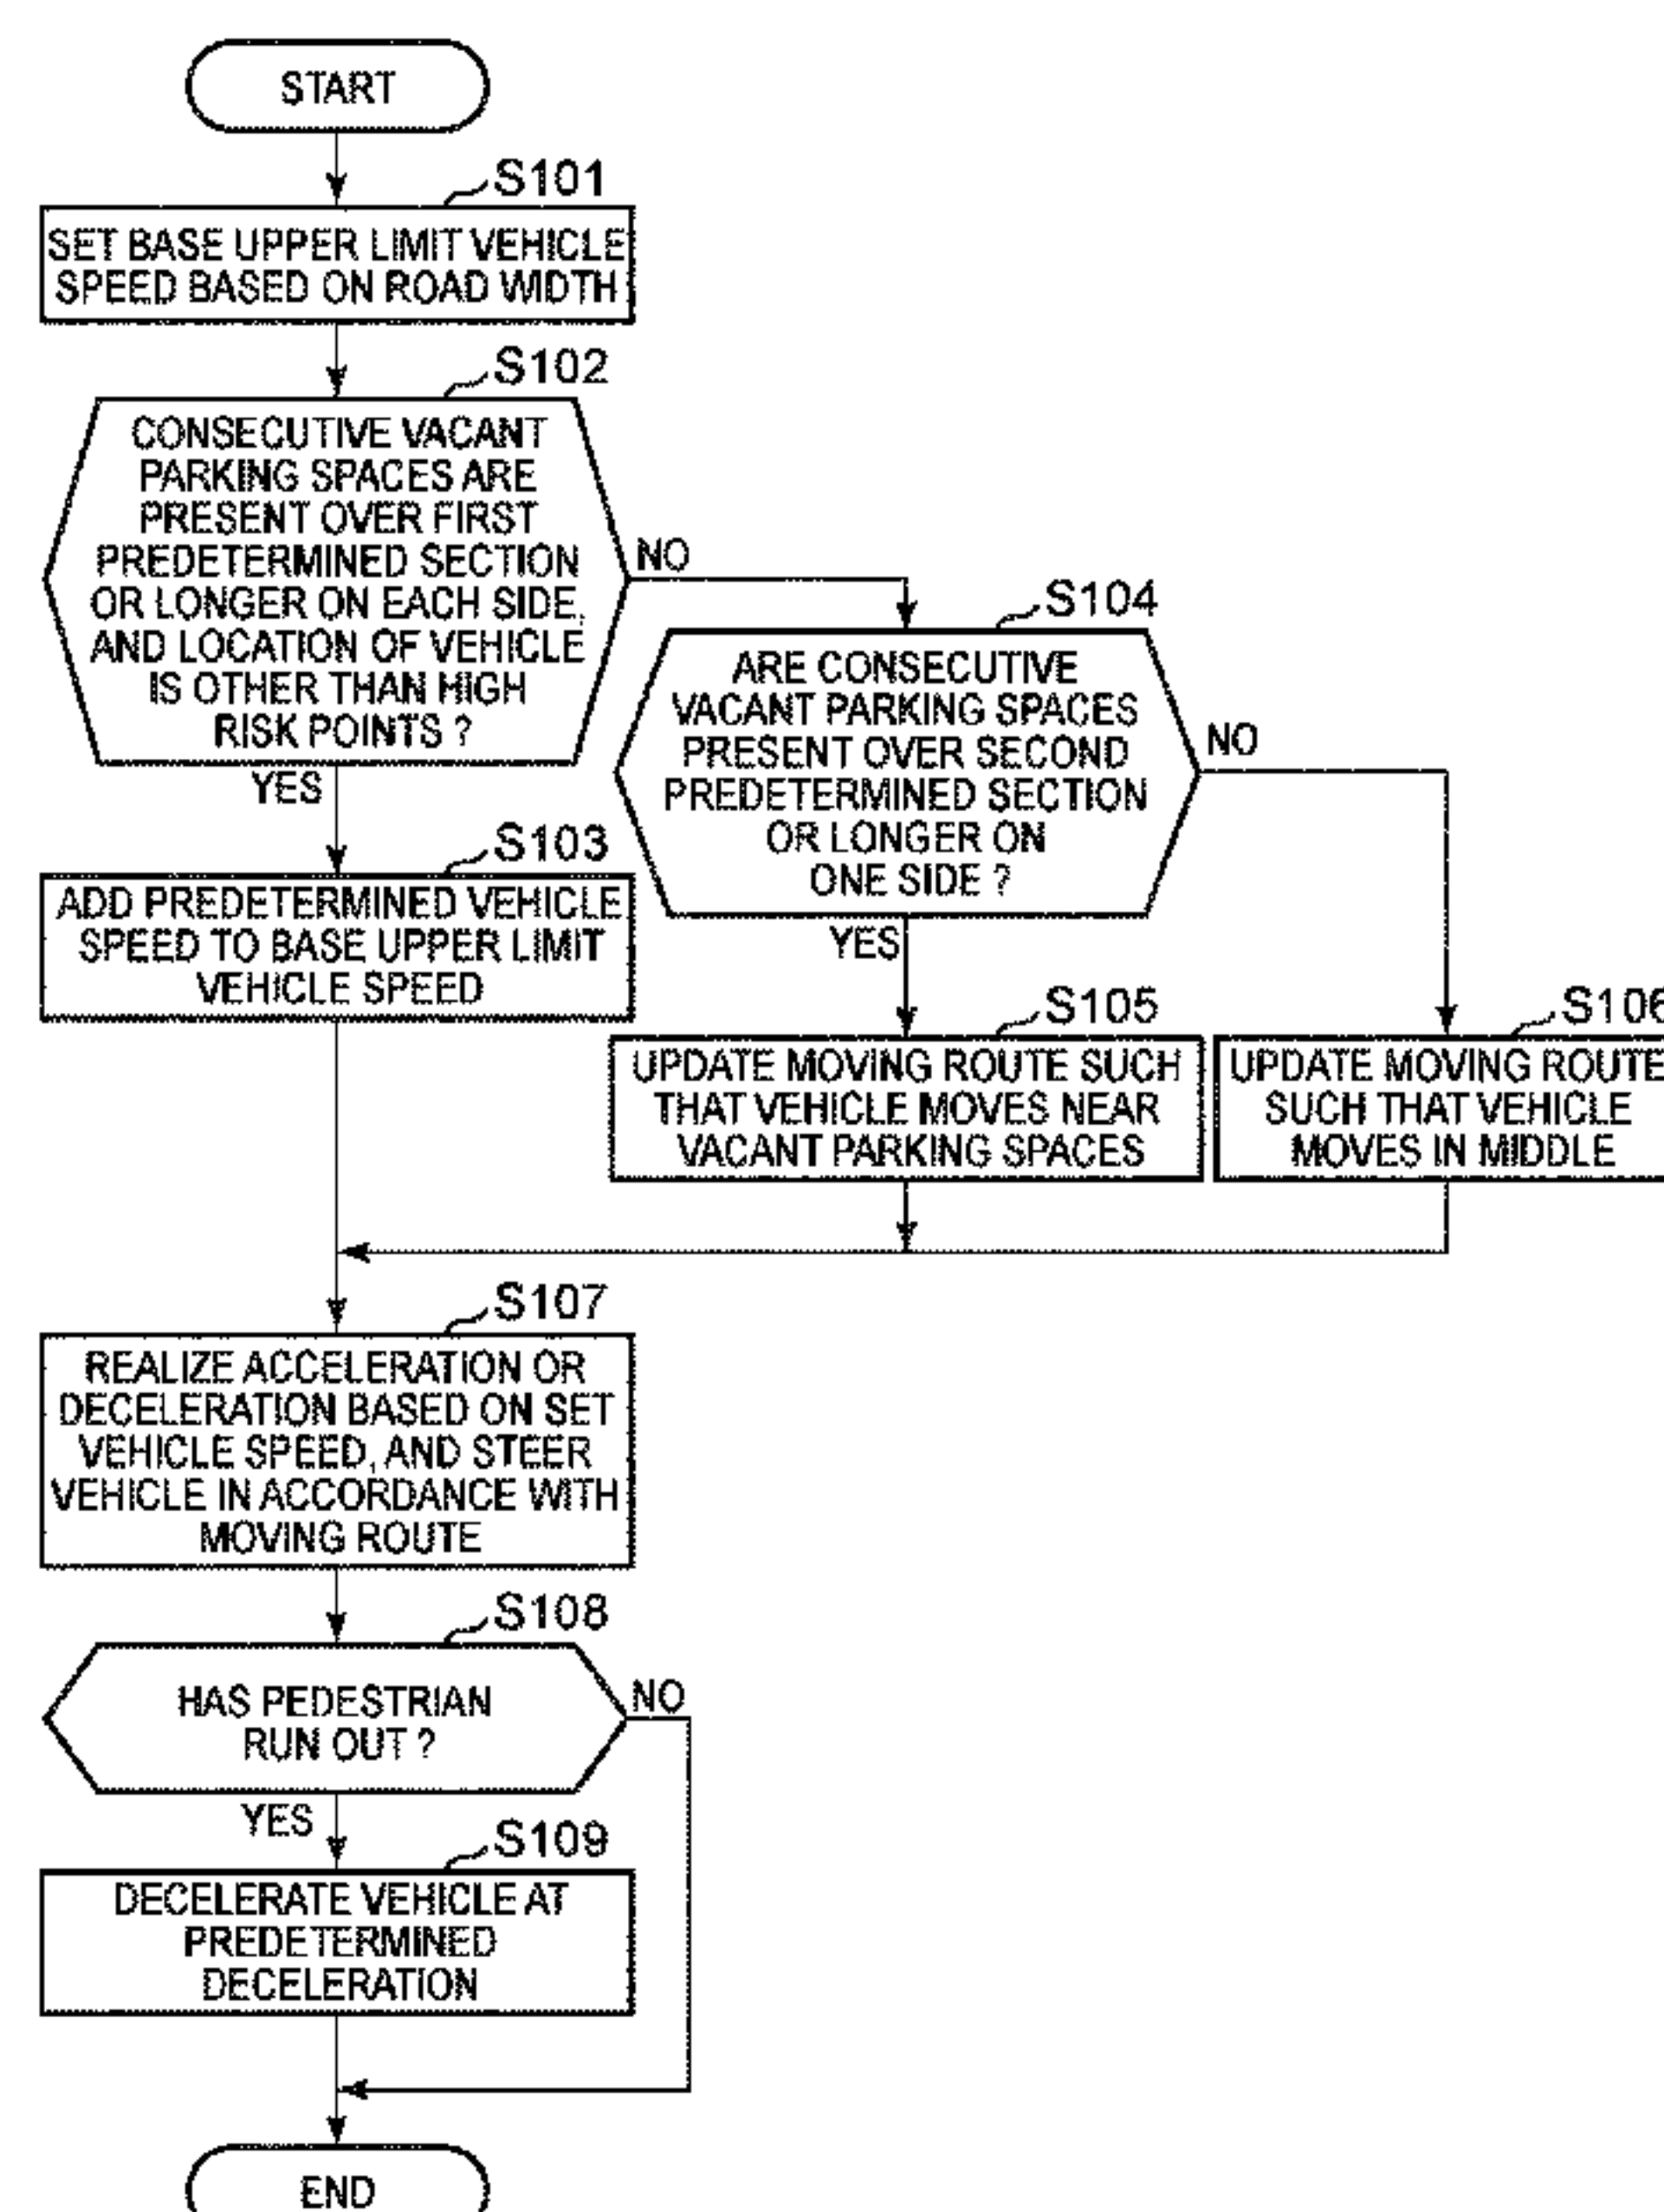 START
S101
SET BASE UPPER LIMIT VEHICLE
SPEED BASED ON ROAD WIDTH
S102
CONSECUTIVE VACANT
PARKING SPACES ARE
PRESENT OVER FIRST
PREDETERMINED SECTION
OR LONGER ON EACH SIDE,
AND LOCATION OF VEHICLE
IS OTHER THAN HIGH
RISK POINTS ?
NO
YES
S104
ARE CONSECUTIVE
VACANT PARKING SPACES
PRESENT OVER SECOND
PREDETERMINED SECTION
OR LONGER ON
ONE SIDE ?
NO
YES
S103
ADD PREDETERMINED VEHICLE
SPEED TO BASE UPPER LIMIT
VEHICLE SPEED
S105
UPDATE MOVING ROUTE SUCH
THAT VEHICLE MOVES NEAR
VACANT PARKING SPACES
S106
UPDATE MOVING ROUTE
SUCH THAT VEHICLE
MOVES IN MIDDLE
S107
REALIZE ACCELERATION OR
DECELERATION BASED ON SET
VEHICLE SPEED, AND STEER
VEHICLE IN ACCORDANCE WITH
MOVING ROUTE
S108
HAS PEDESTRIAN
RUN OUT ?
NO
YES
S109
DECELERATE VEHICLE AT
PREDETERMINED
DECELERATION
END